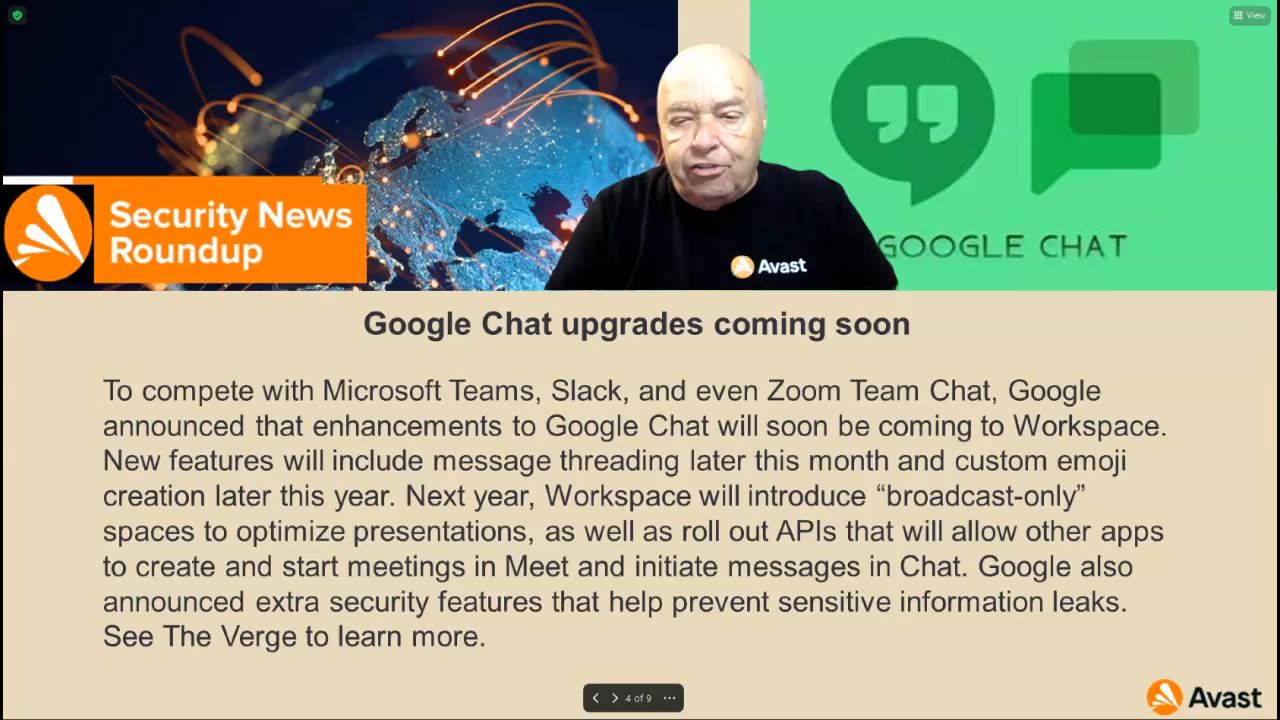 View
Security News
Roundup
GOOGLE CHAT
Avast
Google Chat upgrades coming soon
To compete with Microsoft Teams, Slack, and even Zoom Team Chat, Google
announced that enhancements to Google Chat will soon be coming to Workspace.
New features will include message threading later this month and custom emoji
creation later this year. Next year, Workspace will introduce “broadcast-only”
spaces to optimize presentations, as well as roll out APIs that will allow other apps
to create and start meetings in Meet and initiate messages in Chat. Google also
announced extra security features that help prevent sensitive information leaks.
See The Verge to learn more.
4 of 9
Avast